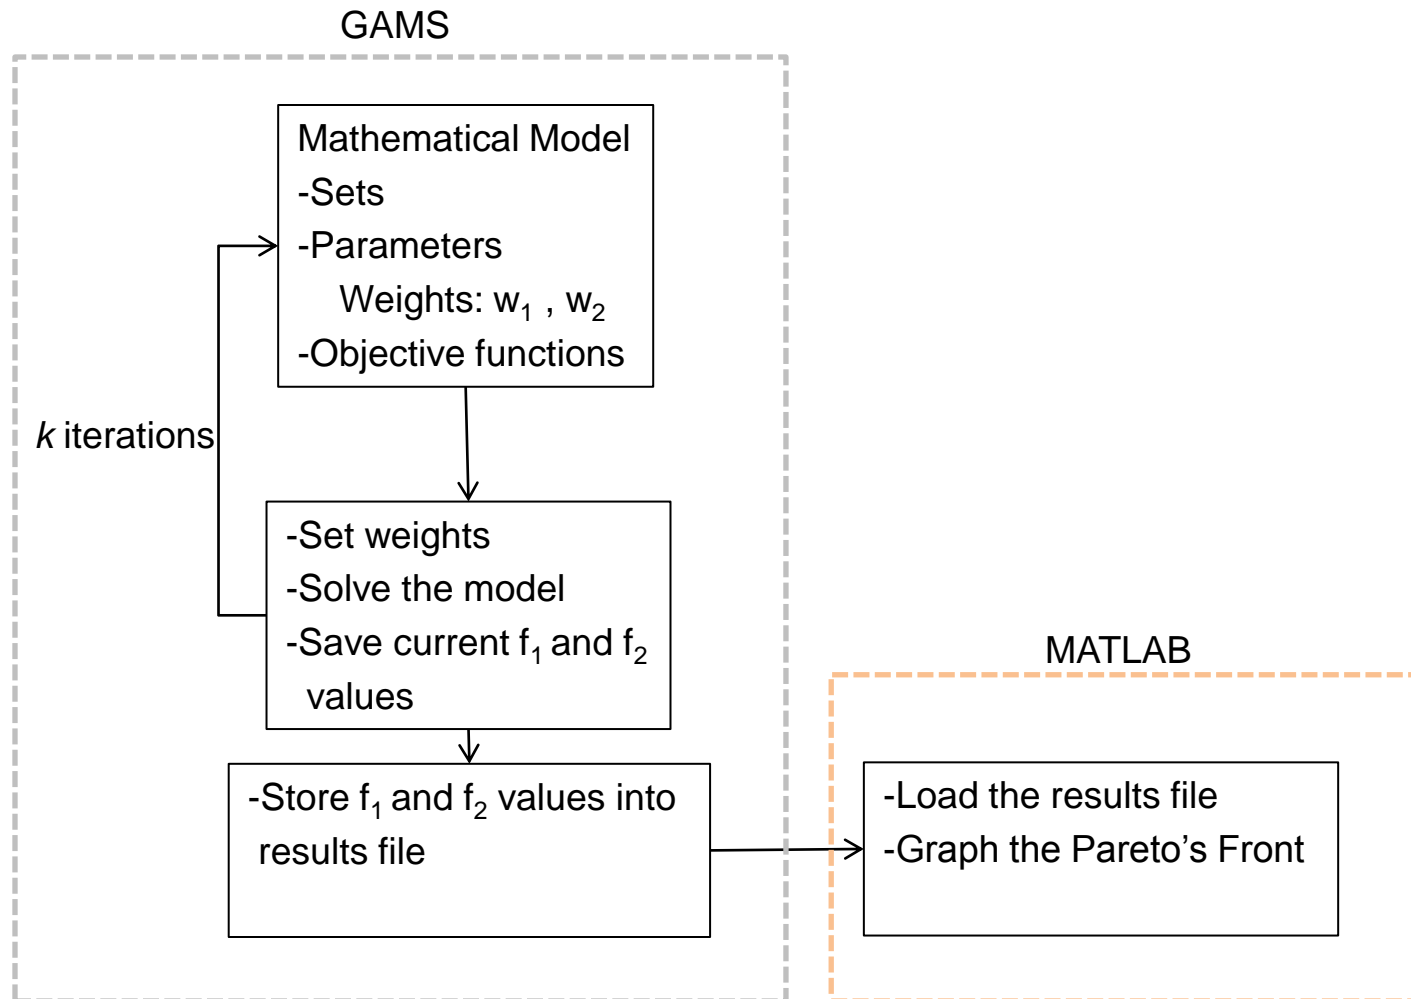 GAMS
Mathematical Model
-Sets
-Parameters
Weights: w₁ , w₂
-Objective functions
k iterations
-Set weights
-Solve the model
-Save current f₁ and f₂
values
-Store f₁ and f₂ values into
results file
MATLAB
-Load the results file
-Graph the Pareto’s Front